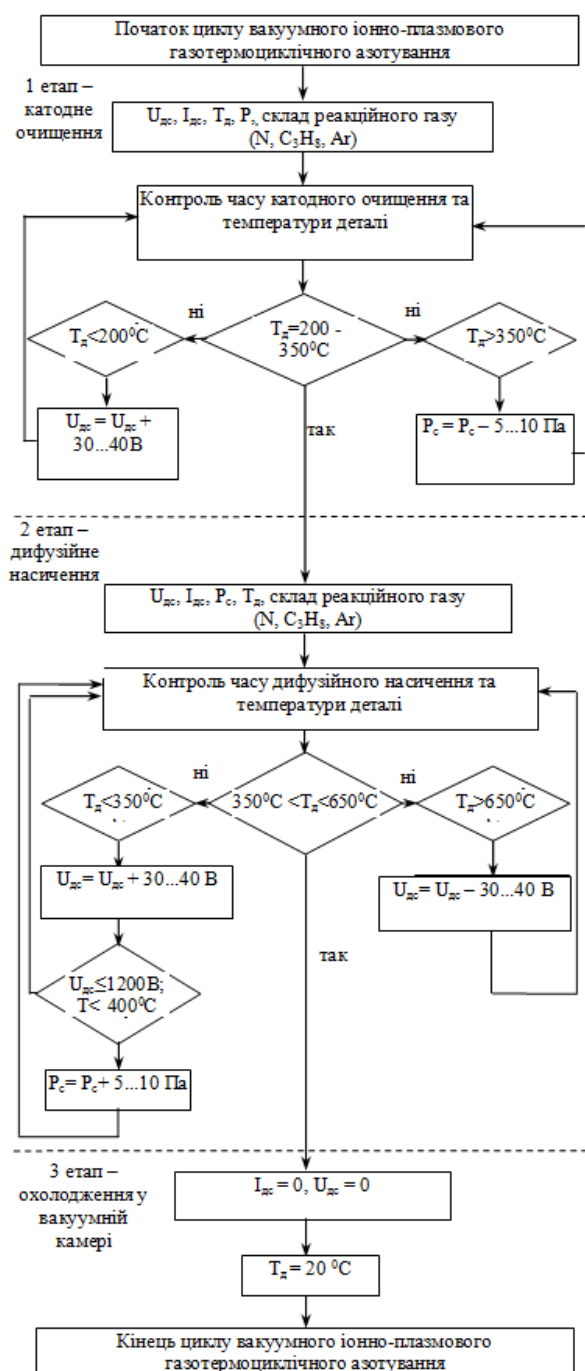 Початок циклу вакуумного іонно-плазмового
газотермоциклічного азотування
1 етап –
катодне
очищення
Uдс, Iдс, Tд, P, склад реакційного газу
(N, C₃H₈, Ar)
Контроль часу катодного очищення та
температури деталі
ні
ні
Tд<200⁰C
Tд=200 -
350⁰C
Tд>350⁰C
Uдс = Uдс +
30...40В
так
Pс = Pс – 5...10 Па
2 етап –
дифузійне
насичення
Uдс, Iдс, Pс, Tд, склад реакційного газу
(N, C₃H₈, Ar)
Контроль часу дифузійного насичення та
температури деталі
ні
ні
Tд<350⁰C
350⁰C <Tд<650⁰C
Tд>650⁰C
Uдс= Uдс + 30...40 В
Uдс= Uдс – 30...40 В
так
Uдс≤1200В;
T< 400⁰C
Pс= Pс+ 5...10 Па
3 етап –
охолодження у
вакуумній
камері
Iдс = 0, Uдс = 0
Tд = 20 ⁰C
Кінець циклу вакуумного іонно-плазмового
газотермоциклічного азотування